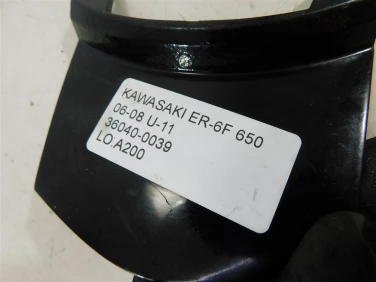 KAWASAKI ER-6F 650
06-08 U-11
36040-0039
LO.A200